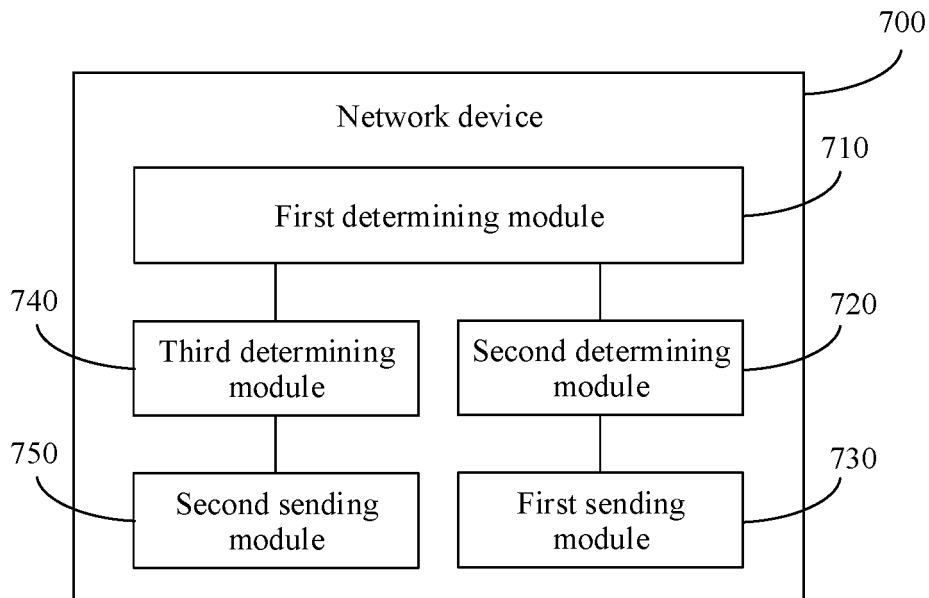 700
Network device
710
First determining module
740
Third determining
module
720
Second determining
module
750
Second sending
module
730
First sending
module